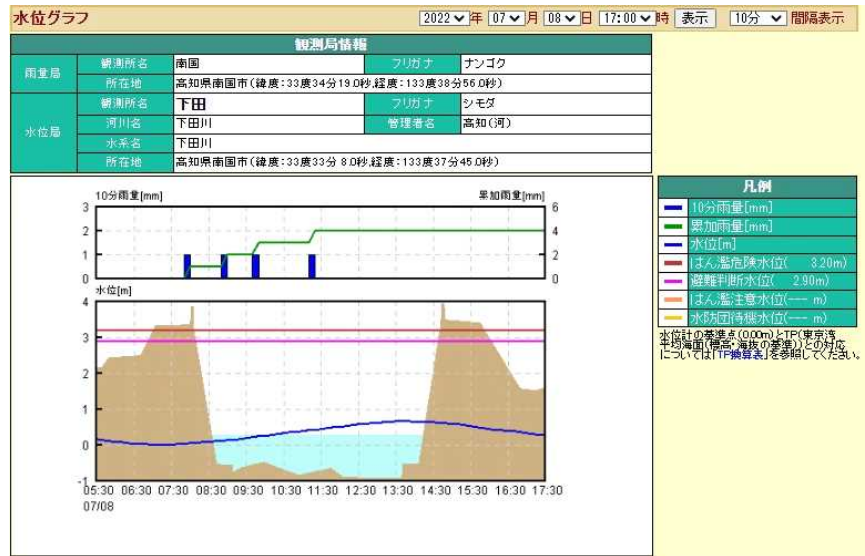 水位グラフ 2022 年 07 月 08 日 17:00 時 表示 10分 間隔表示
観測局情報
雨量局 観測所名 南国 フリガナ ナンゴク
所在地 高知県南国市(緯度:33度34分19.0秒,経度:133度38分56.0秒)
水位局 観測所名 下田 フリガナ シモダ
河川名 下田川 管理者名 高知(河)
水系名 下田川
所在地 高知県南国市(緯度:33度33分 8.0秒,経度:133度37分45.0秒)
10分雨量[mm] 累加雨量[mm]
3 6
2 4
1 2
0 0
水位[m]
4
3
2
1
0
-1
05:30 06:30 07:30 08:30 09:30 10:30 11:30 12:30 13:30 14:30 15:30 16:30 17:30
07/08
凡例
10分雨量[mm]
累加雨量[mm]
水位[m]
はん濫危険水位( 3.20m)
避難判断水位( 2.90m)
はん濫注意水位(--- m)
水防団待機水位(--- m)
水位計の基準点(0.00m)とTP(東京湾
平均海面(標高・海抜の基準))との対応
については「TP換算表」を参照してください。